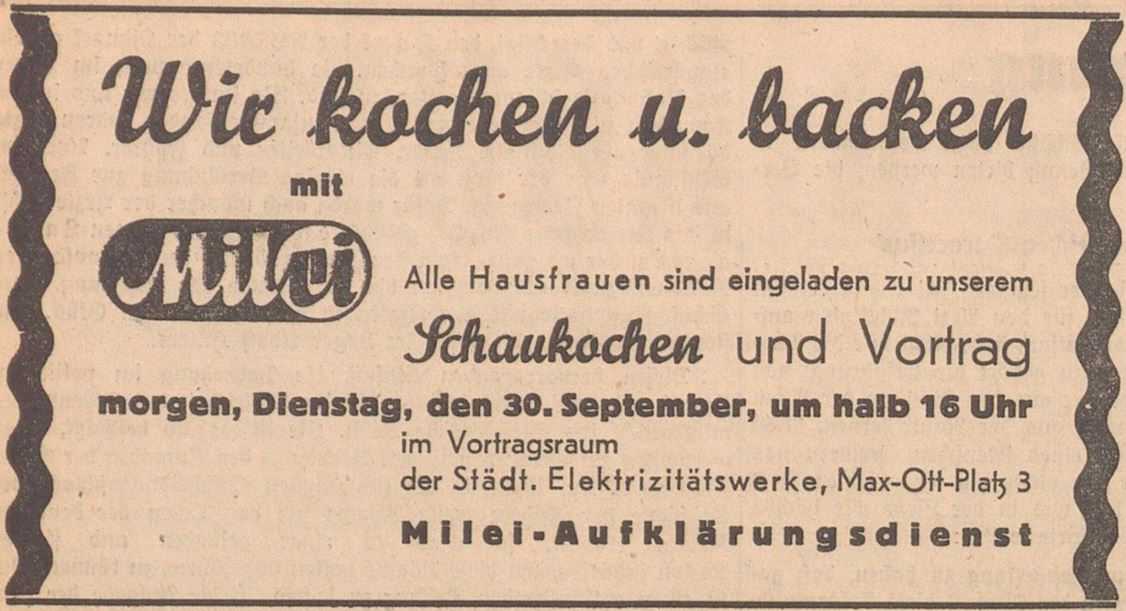 Wir kochen u. backen
mit
Milei
Alle Hausfrauen sind eingeladen zu unserem
Schaukochen und Vortrag
morgen, Dienstag, den 30. September, um halb 16 Uhr
im Vortragsraum
der Städt. Elektrizitätswerke, Max-Ott-Platz 3
Milei-Aufklärungsdienst